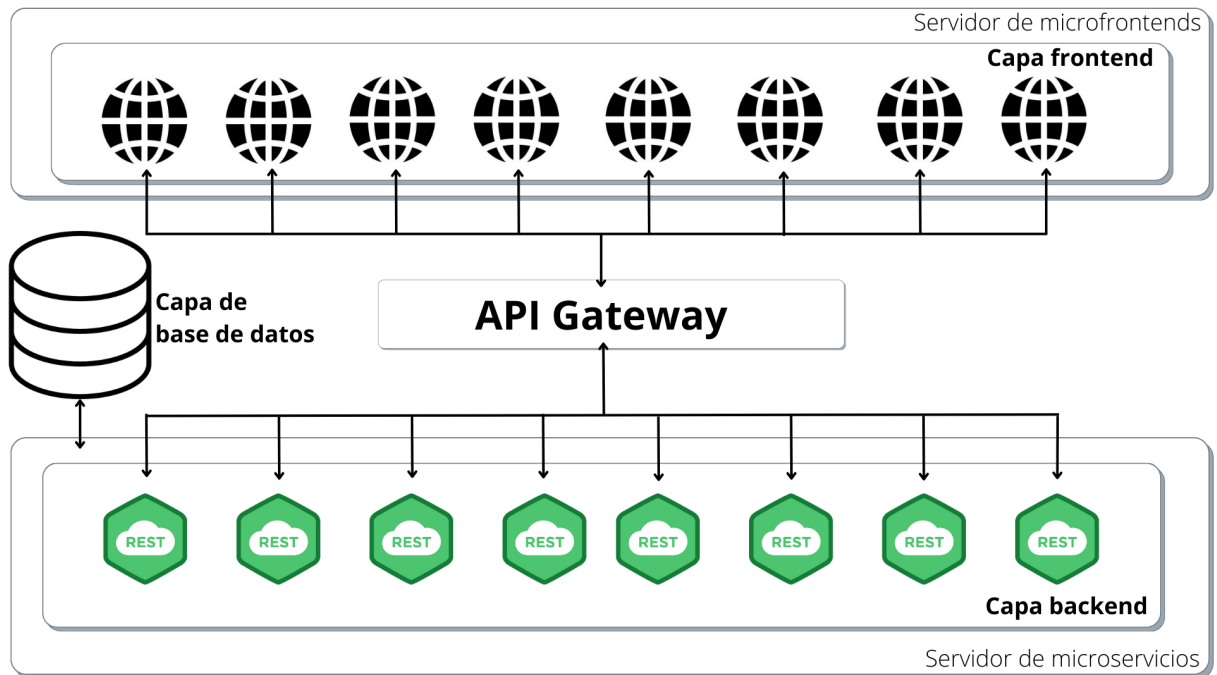 Servidor de microfrontends
Capa frontend
API Gateway
Capa de
base de datos
REST
REST
REST
REST
REST
REST
REST
REST
Capa backend
Servidor de microservicios